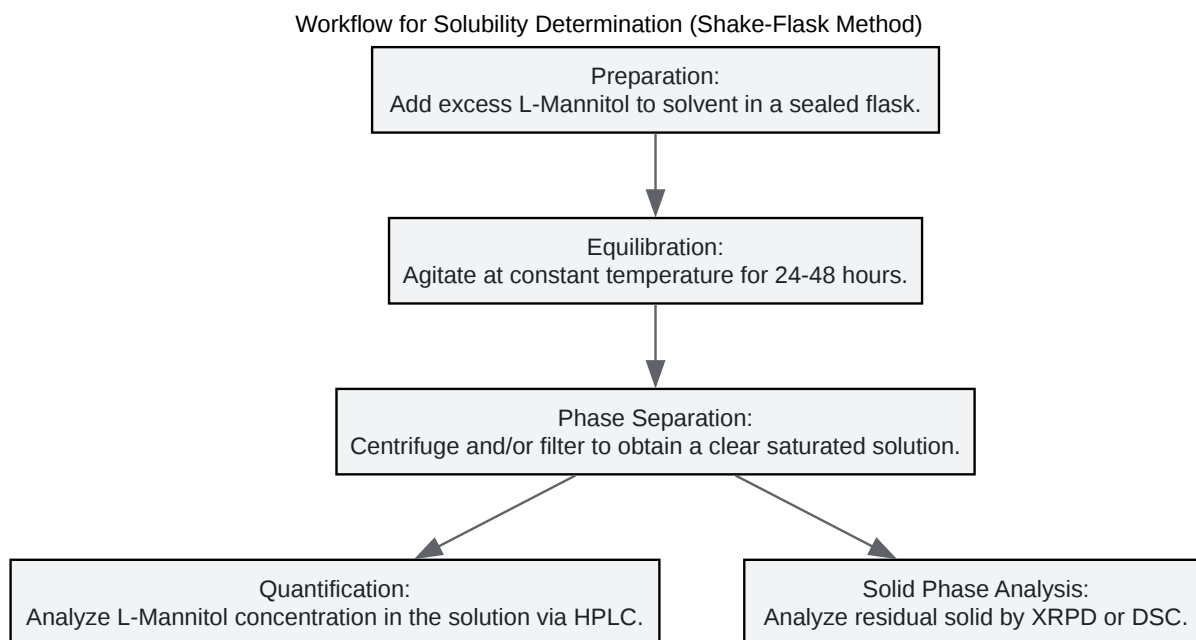 Workflow for Solubility Determination (Shake-Flask Method)
Preparation:
Add excess L-Mannitol to solvent in a sealed flask.
Equilibration:
Agitate at constant temperature for 24-48 hours.
Phase Separation:
Centrifuge and/or filter to obtain a clear saturated solution.
Quantification:
Analyze L-Mannitol concentration in the solution via HPLC.
Solid Phase Analysis:
Analyze residual solid by XRPD or DSC.